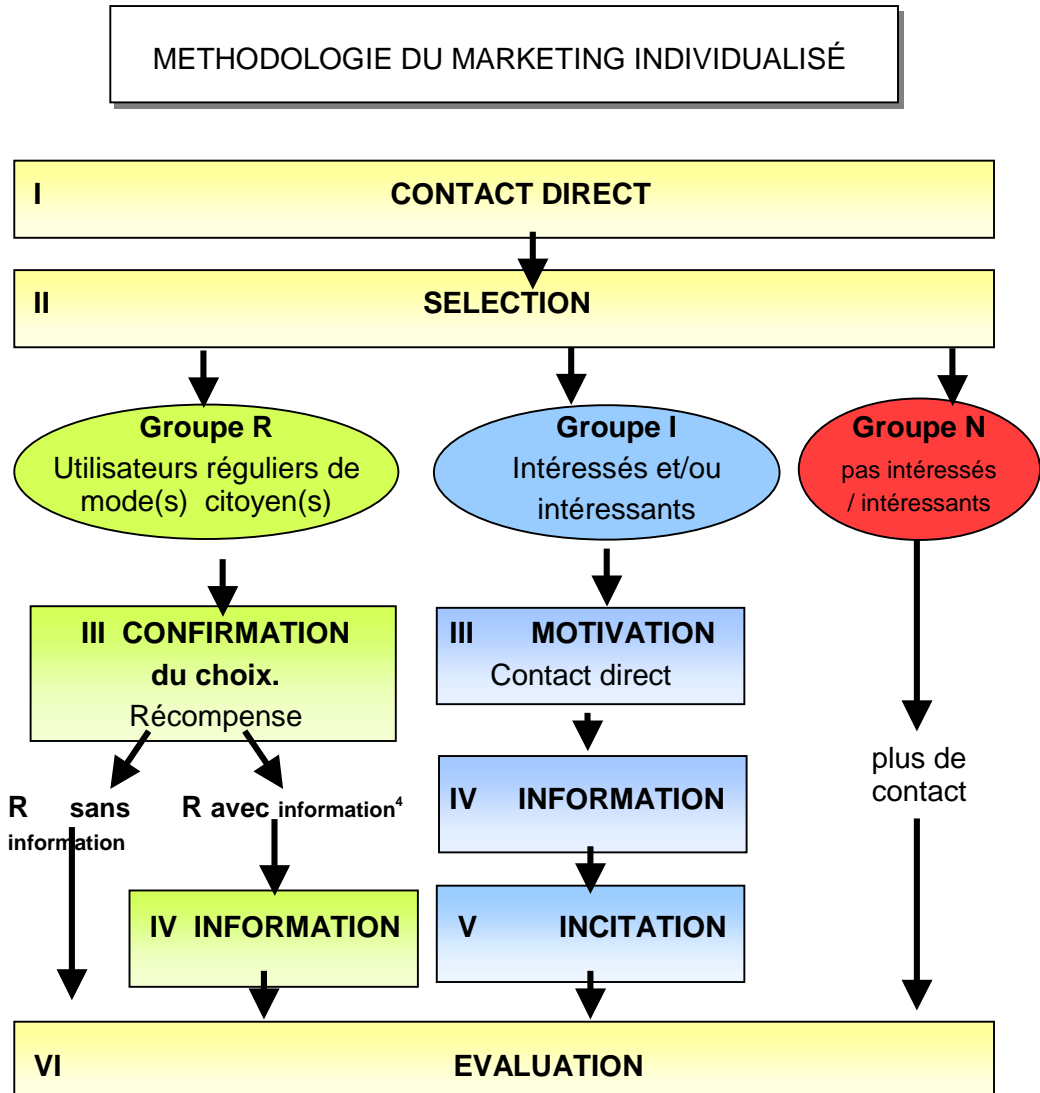 METHODOLOGIE DU MARKETING INDIVIDUALISÉ
I CONTACT DIRECT
II SELECTION
Groupe R
Utilisateurs réguliers de
mode(s) citoyen(s)
Groupe I
Intéressés et/ou
intéressants
Groupe N
pas intéressés
/ intéressants
III CONFIRMATION
du choix.
Récompense
III MOTIVATION
Contact direct
R sans
information
R avec information⁴
IV INFORMATION
IV INFORMATION
V INCITATION
plus de
contact
VI EVALUATION